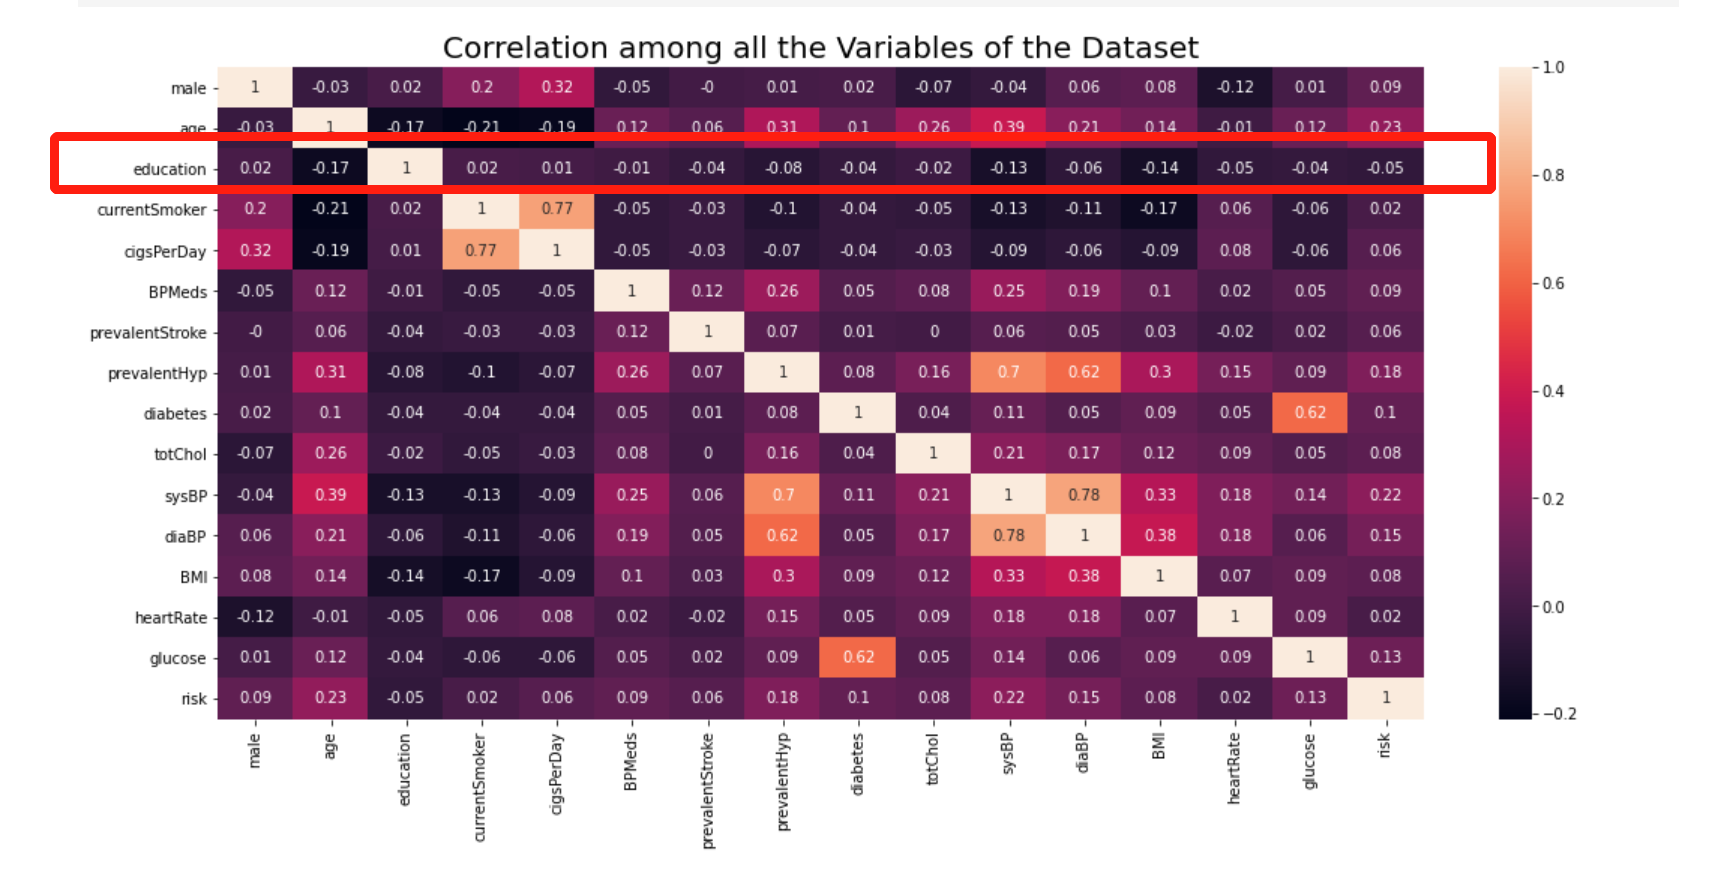 Correlation among all the Variables of the Dataset
male 1 -0.03 0.02 0.2 0.32 -0.05 -0 0.01 0.02 -0.07 -0.04 0.06 0.08 -0.12 0.01 0.09
age -0.03 1 -0.17 -0.21 -0.19 0.12 0.06 0.31 0.1 0.26 0.39 0.21 0.14 -0.01 0.12 0.23
education 0.02 -0.17 1 0.02 0.01 -0.01 -0.04 -0.08 -0.04 -0.02 -0.13 -0.06 -0.14 -0.05 -0.04 -0.05
currentSmoker 0.2 -0.21 0.02 1 0.77 -0.05 -0.03 -0.1 -0.04 -0.05 -0.13 -0.11 -0.17 0.06 -0.06 0.02
cigsPerDay 0.32 -0.19 0.01 0.77 1 -0.05 -0.03 -0.07 -0.04 -0.03 -0.09 -0.06 -0.09 0.08 -0.06 0.06
BPMeds -0.05 0.12 -0.01 -0.05 -0.05 1 0.12 0.26 0.05 0.08 0.25 0.19 0.1 0.02 0.05 0.09
prevalentStroke -0 0.06 -0.04 -0.03 -0.03 0.12 1 0.07 0.01 0 0.06 0.05 0.03 -0.02 0.02 0.06
prevalentHyp 0.01 0.31 -0.08 -0.1 -0.07 0.26 0.07 1 0.08 0.16 0.7 0.62 0.3 0.15 0.09 0.18
diabetes 0.02 0.1 -0.04 -0.04 -0.04 0.05 0.01 0.08 1 0.04 0.11 0.05 0.09 0.05 0.62 0.1
totChol -0.07 0.26 -0.02 -0.05 -0.03 0.08 0 0.16 0.04 1 0.21 0.17 0.12 0.09 0.05 0.08
sysBP -0.04 0.39 -0.13 -0.13 -0.09 0.25 0.06 0.7 0.11 0.21 1 0.78 0.33 0.18 0.14 0.22
diaBP 0.06 0.21 -0.06 -0.11 -0.06 0.19 0.05 0.62 0.05 0.17 0.78 1 0.38 0.18 0.06 0.15
BMI 0.08 0.14 -0.14 -0.17 -0.09 0.1 0.03 0.3 0.09 0.12 0.33 0.38 1 0.07 0.09 0.08
heartRate -0.12 -0.01 -0.05 0.06 0.08 0.02 -0.02 0.15 0.05 0.09 0.18 0.18 0.07 1 0.09 0.02
glucose 0.01 0.12 -0.04 -0.06 -0.06 0.05 0.02 0.09 0.62 0.05 0.14 0.06 0.09 0.09 1 0.13
risk 0.09 0.23 -0.05 0.02 0.06 0.09 0.06 0.18 0.1 0.08 0.22 0.15 0.08 0.02 0.13 1
male age education currentSmoker cigsPerDay BPMeds prevalentStroke prevalentHyp diabetes totChol sysBP diaBP BMI heartRate glucose risk
1.0
0.8
0.6
0.4
0.2
0.0
−0.2